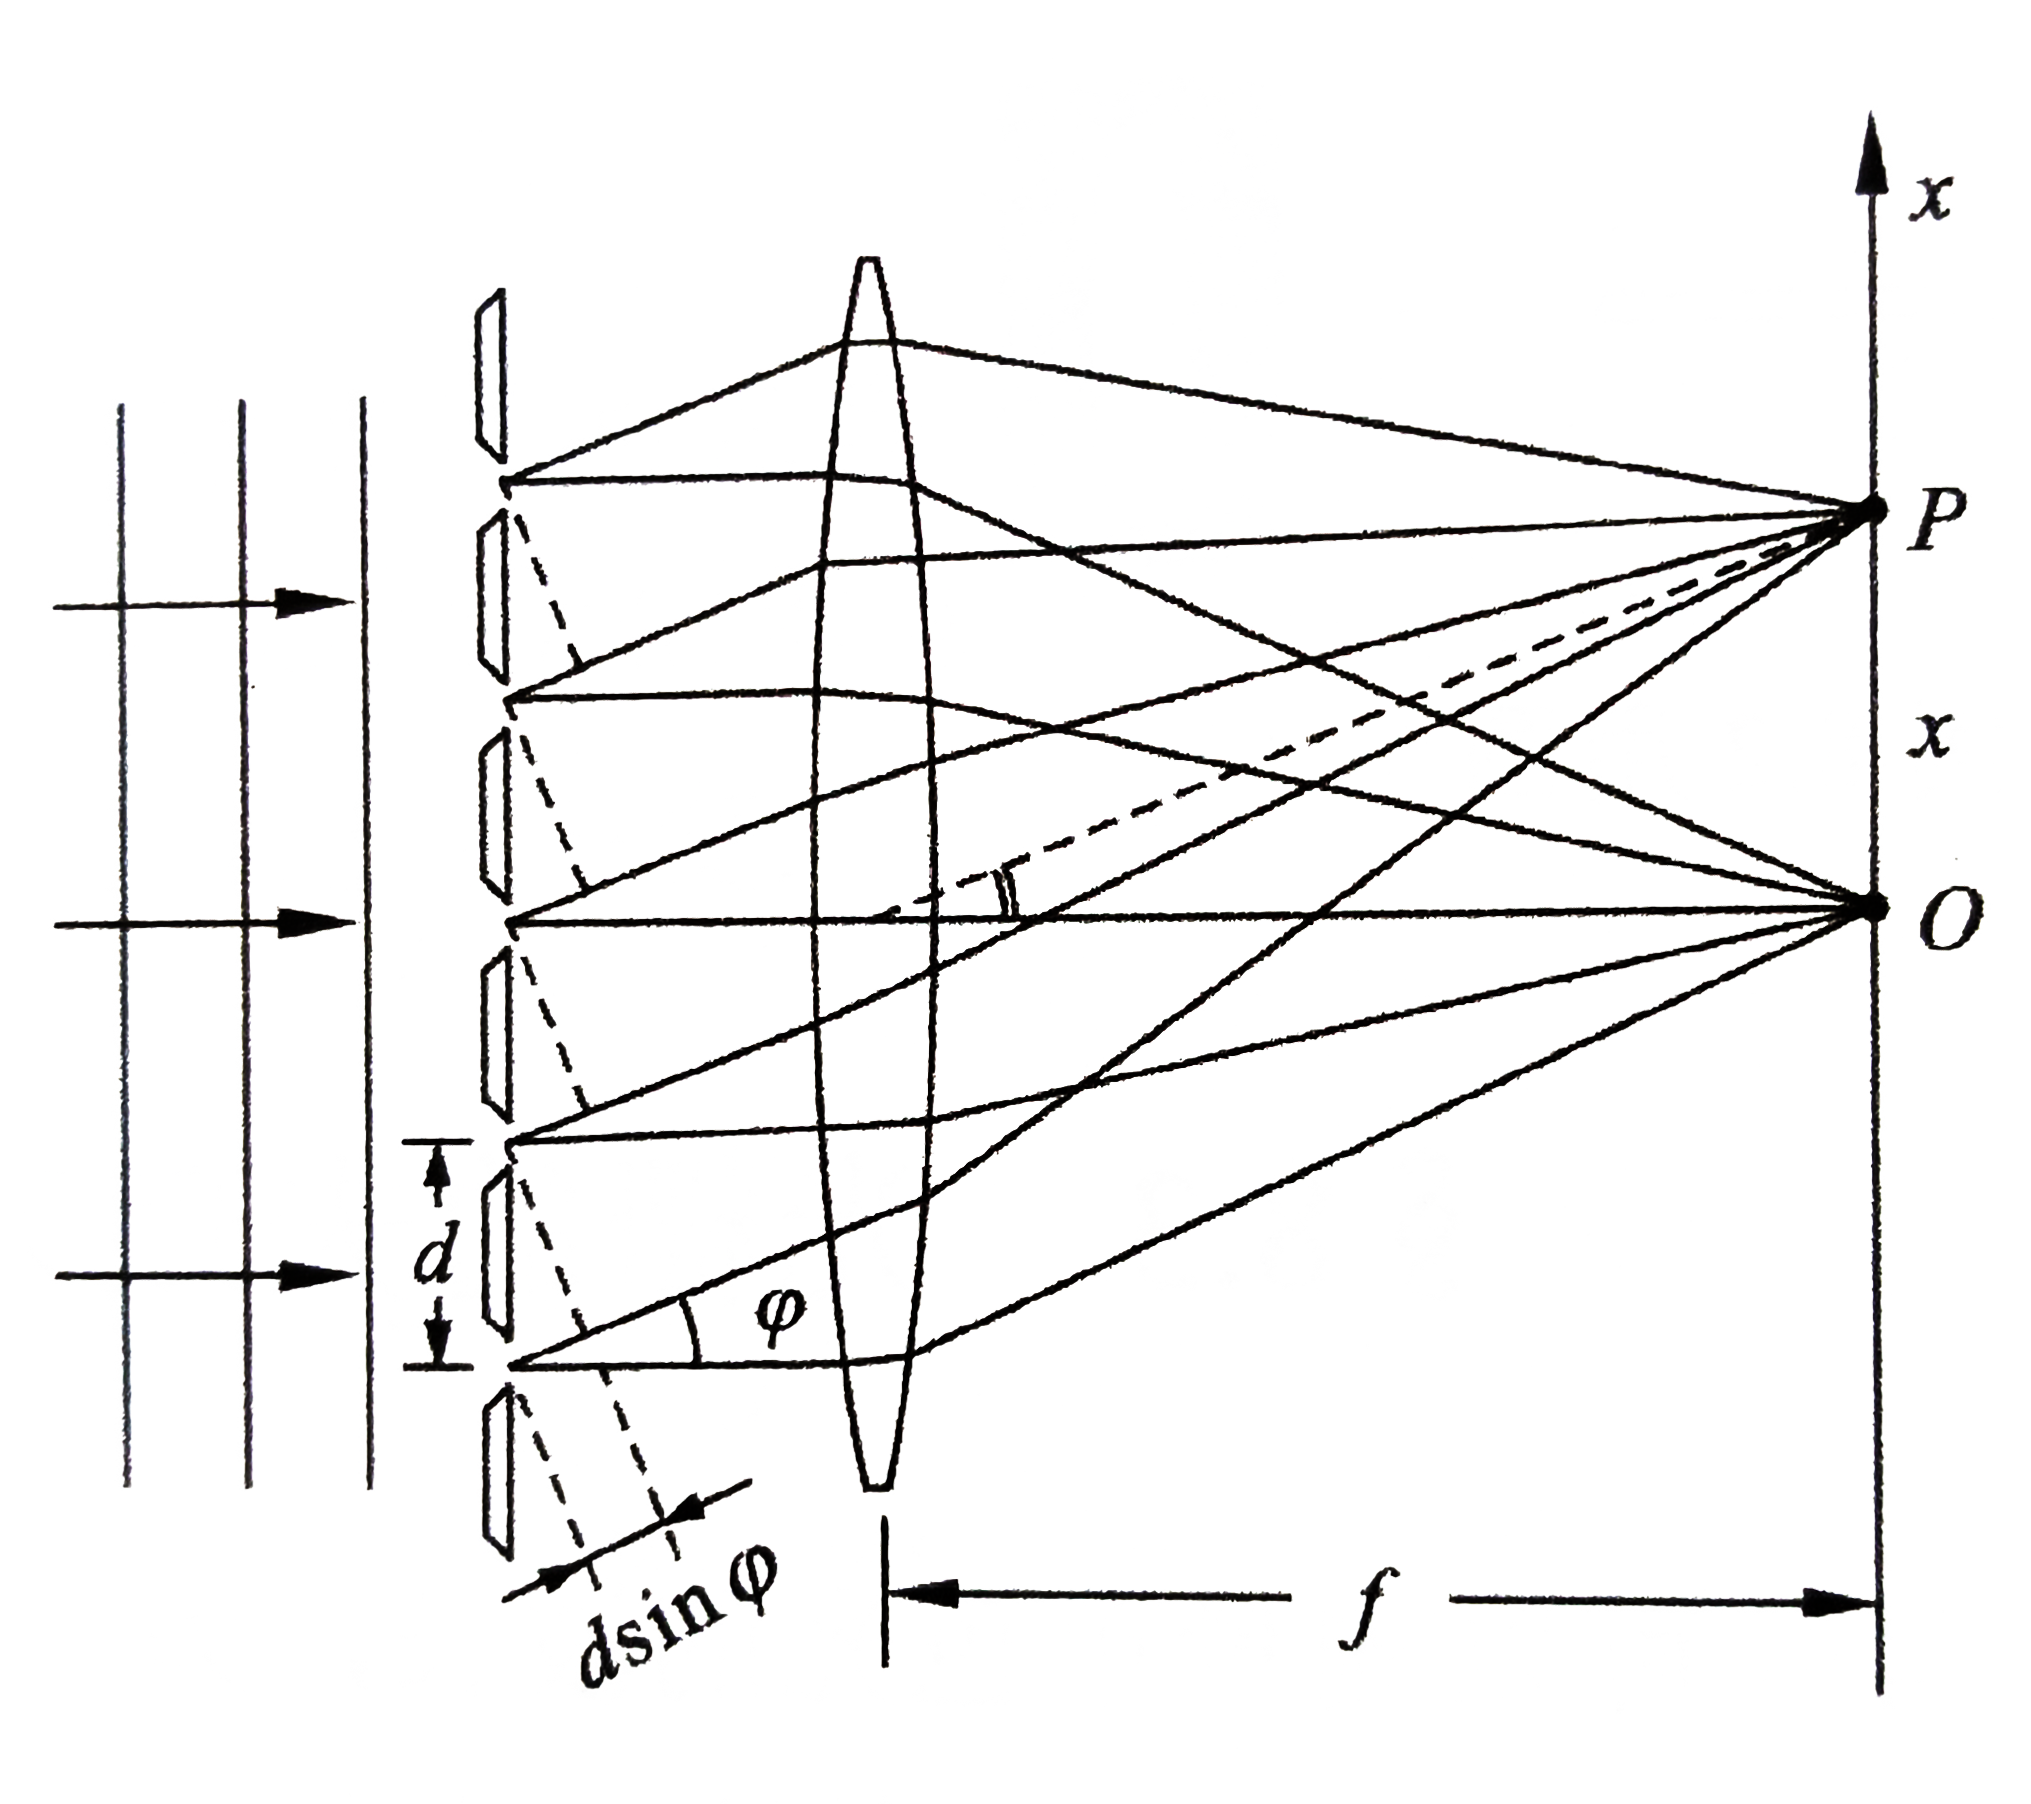 x
P
x
O
d
φ
dsin φ
f